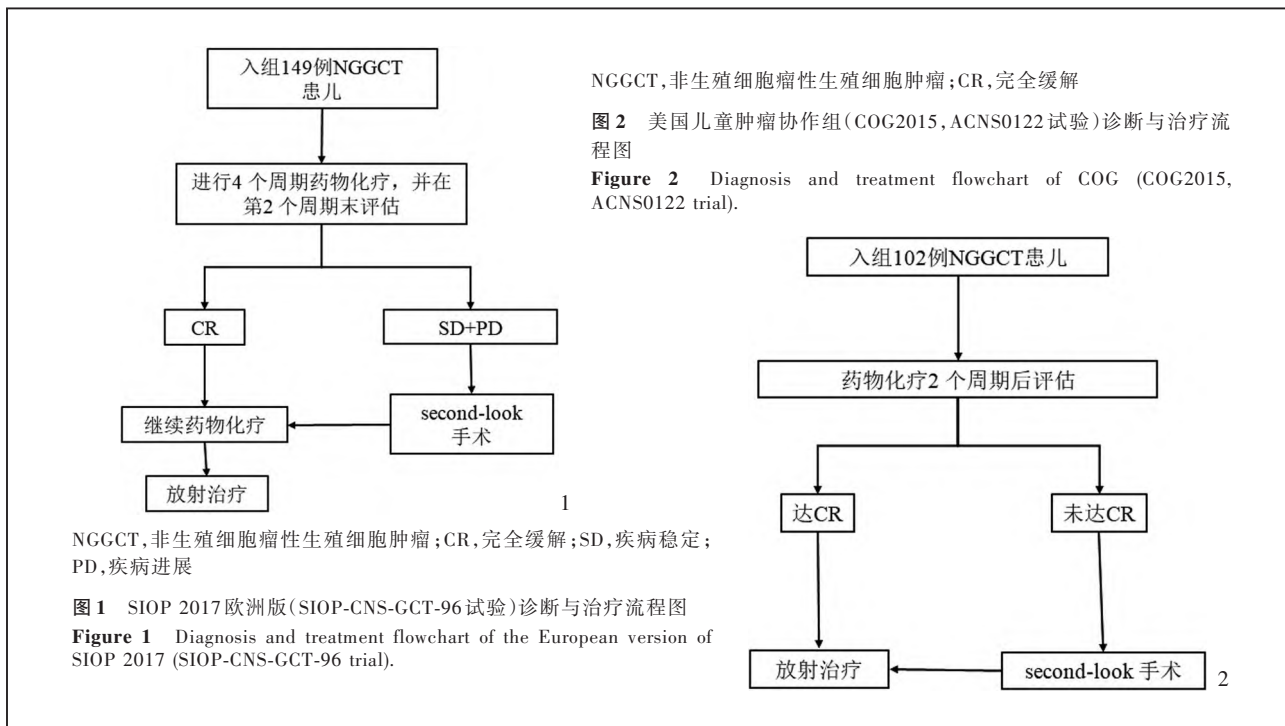 入组149例NGGCT
患儿
进行4 个周期药物化疗，并在
第2 个周期末评估
CR
SD+PD
继续药物化疗
second-look
手术
放射治疗
1
NGGCT,非生殖细胞瘤性生殖细胞肿瘤;CR,完全缓解;SD,疾病稳定;
PD,疾病进展
图1 SIOP 2017欧洲版(SIOP-CNS-GCT-96试验)诊断与治疗流程图
Figure 1 Diagnosis and treatment flowchart of the European version of
SIOP 2017 (SIOP-CNS-GCT-96 trial).
NGGCT,非生殖细胞瘤性生殖细胞肿瘤;CR,完全缓解
图2 美国儿童肿瘤协作组(COG2015,ACNS0122试验)诊断与治疗流
程图
Figure 2 Diagnosis and treatment flowchart of COG (COG2015,
ACNS0122 trial).
入组102例NGGCT患儿
药物化疗2 个周期后评估
达CR
未达CR
放射治疗
second-look 手术
2